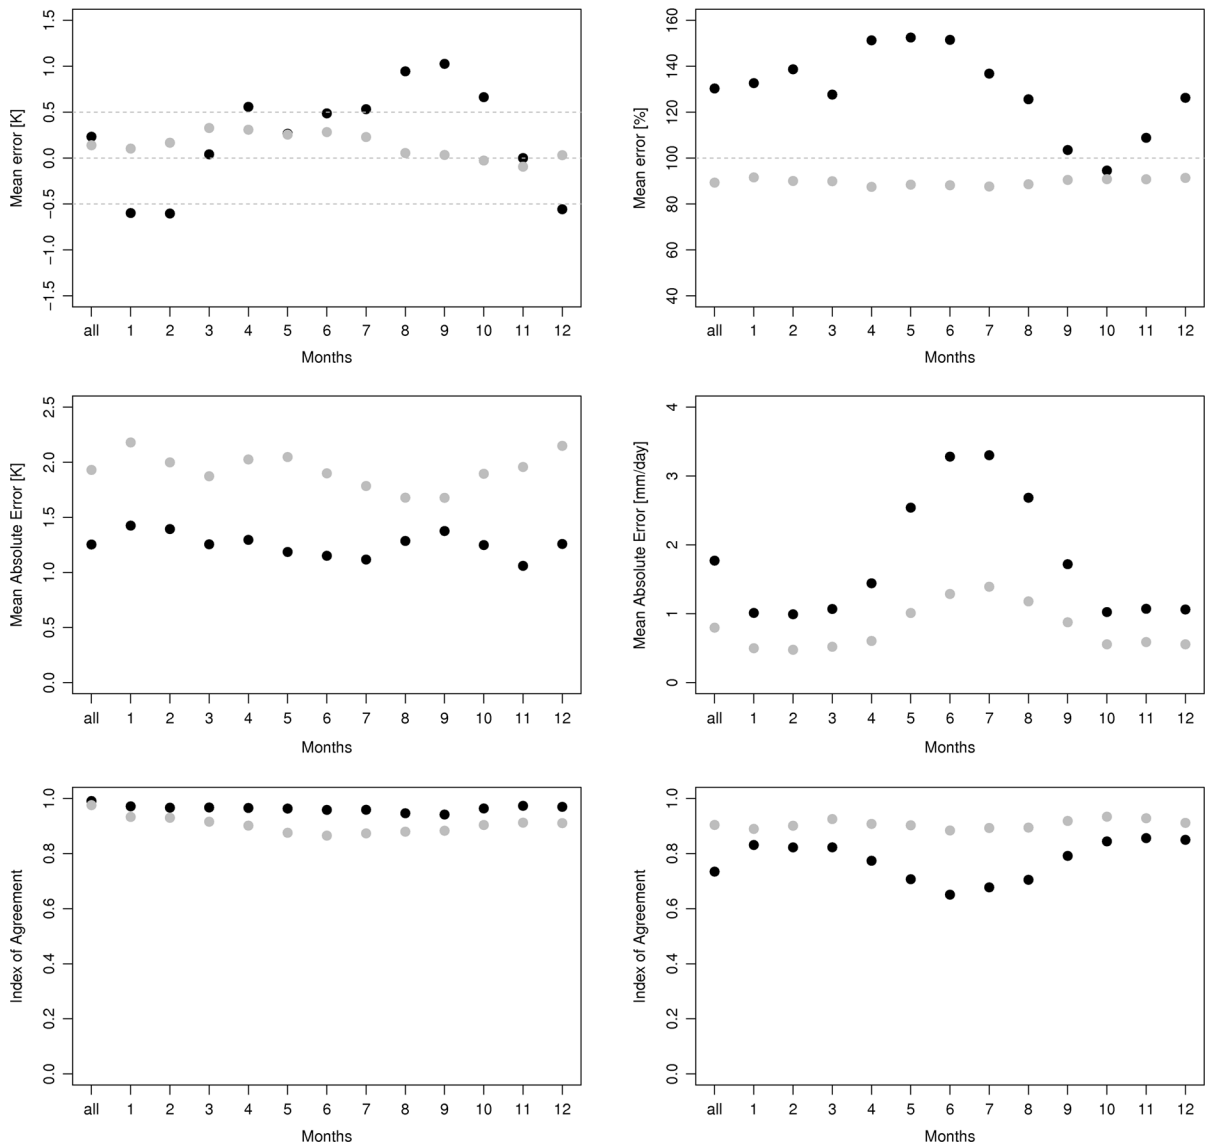 Mean error [K]
1.5
1.0
0.5
0.0
−0.5
−1.0
−1.5
all 1 2 3 4 5 6 7 8 9 10 11 12
Months
Mean error [%]
160
140
120
100
80
60
40
all 1 2 3 4 5 6 7 8 9 10 11 12
Months
Mean Absolute Error [K]
2.5
2.0
1.5
1.0
0.5
0.0
all 1 2 3 4 5 6 7 8 9 10 11 12
Months
Mean Absolute Error [mm/day]
4
3
2
1
0
all 1 2 3 4 5 6 7 8 9 10 11 12
Months
Index of Agreement
1.0
0.8
0.6
0.4
0.2
0.0
all 1 2 3 4 5 6 7 8 9 10 11 12
Months
Index of Agreement
1.0
0.8
0.6
0.4
0.2
0.0
all 1 2 3 4 5 6 7 8 9 10 11 12
Months